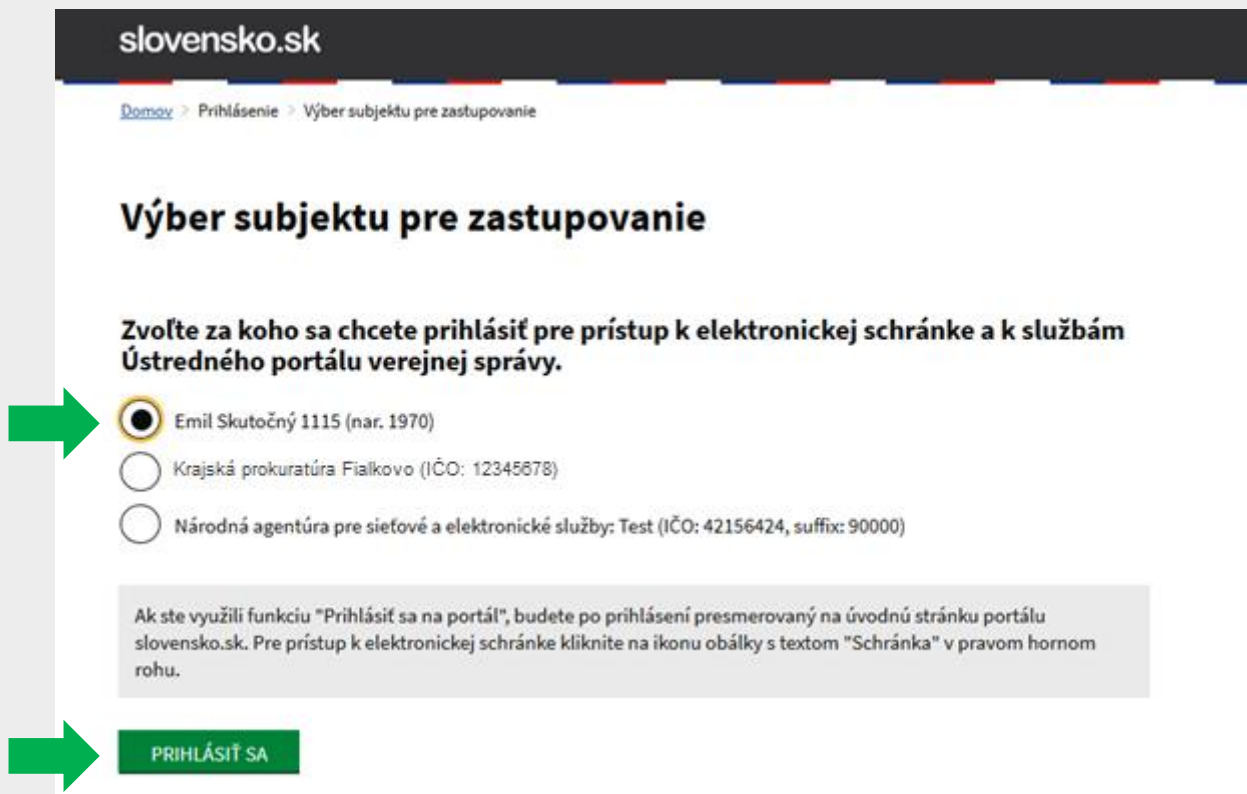 slovensko.sk
Domov > Prihlásenie > Výber subjektu pre zastupovanie
Výber subjektu pre zastupovanie
Zvoľte za koho sa chcete prihlásiť pre prístup k elektronickej schránke a k službám
Ústredného portálu verejnej správy.
Emil Skutočný 1115 (nar. 1970)
Krajská prokuratúra Fialkovo (IČO: 12345678)
Národná agentúra pre sieťové a elektronické služby: Test (IČO: 42156424, suffix: 90000)
Ak ste využili funkciu "Prihlásiť sa na portál", budete po prihlásení presmerovaný na úvodnú stránku portálu
slovensko.sk. Pre prístup k elektronickej schránke kliknite na ikonu obálky s textom "Schránka" v pravom hornom
rohu.
PRIHLÁSIŤ SA